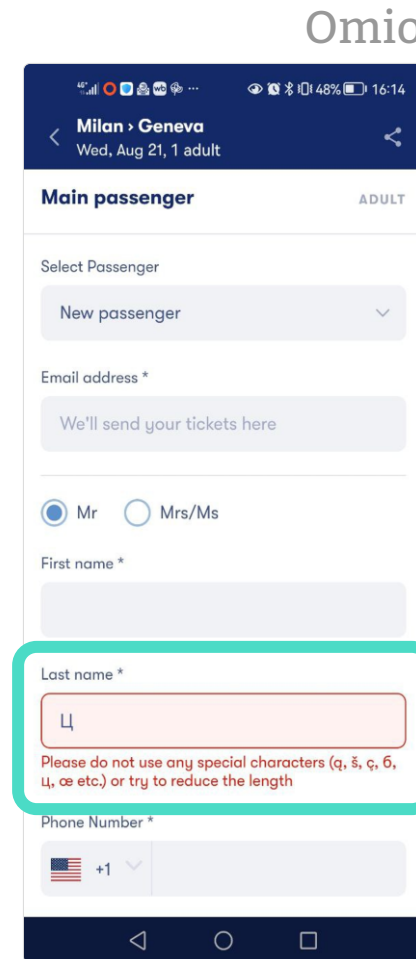 Omio
48% 16:14
Milan › Geneva
Wed, Aug 21, 1 adult
Main passenger ADULT
Select Passenger
New passenger
Email address *
We'll send your tickets here
Mr Mrs/Ms
First name *
Last name *
Ц
Please do not use any special characters (ą, š, ç, б,
ц, œ etc.) or try to reduce the length
Phone Number *
+1